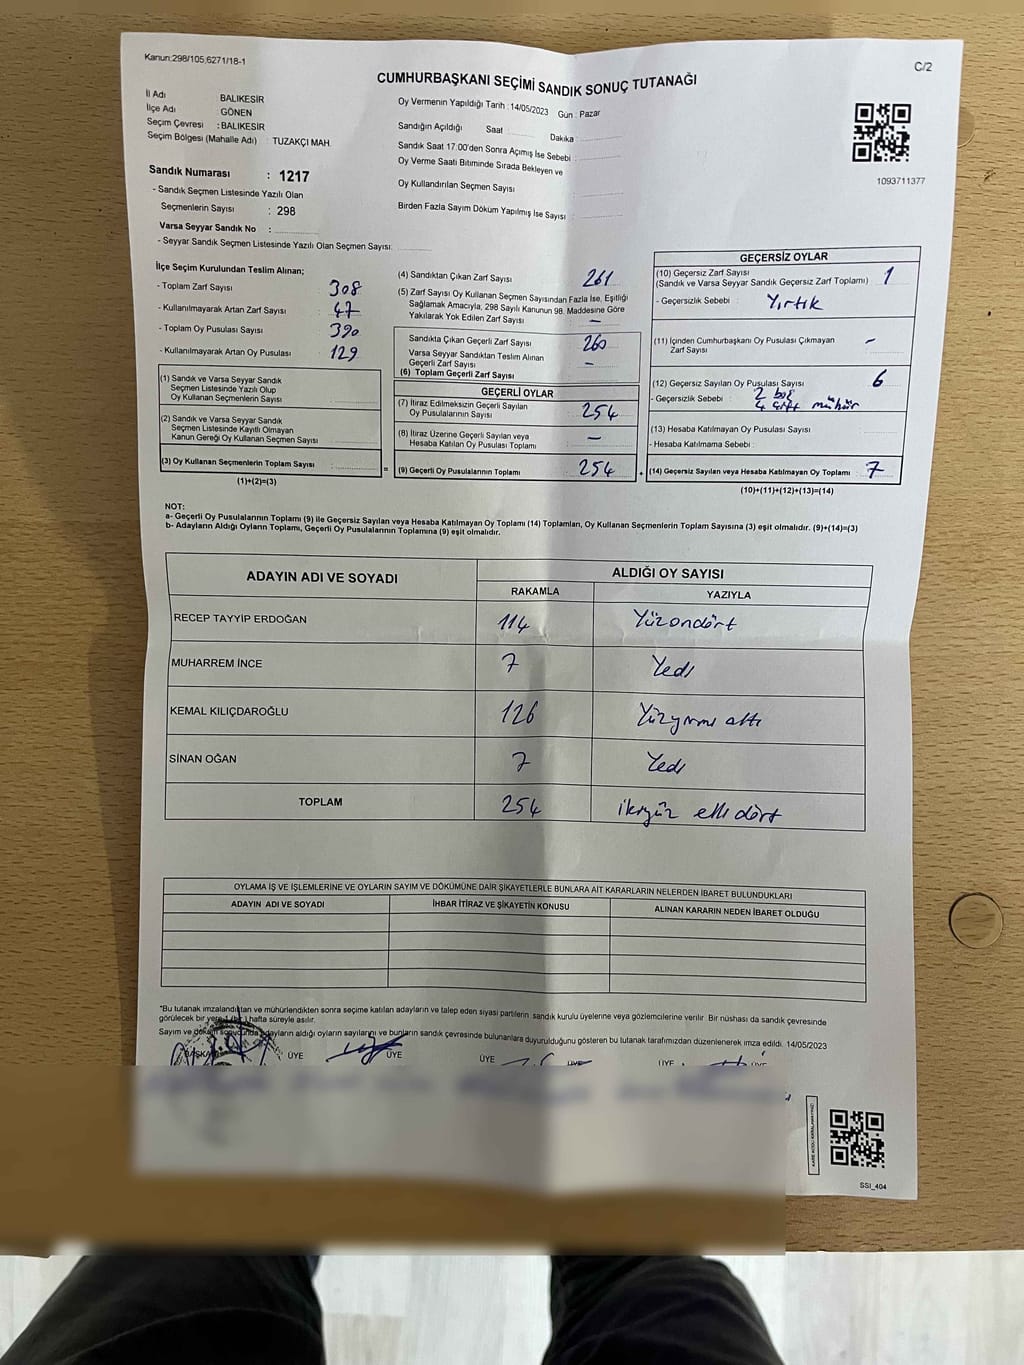 Kanun:298/105;6271/18-1
C/2
CUMHURBAŞKANI SEÇİMİ SANDIK SONUÇ TUTANAĞI
İl Adı BALIKESİR
İlçe Adı GÖNEN
Seçim Çevresi : BALIKESİR
Seçim Bölgesi (Mahalle Adı) : TUZAKÇI MAH.
Oy Vermenin Yapıldığı Tarih : 14/05/2023 Gün : Pazar
Sandığın Açıldığı Saat Dakika
Sandık Saat 17.00'den Sonra Açımış İse Sebebi :
Oy Verme Saati Bitiminde Sırada Bekleyen ve
Oy Kullandırılan Seçmen Sayısı
Birden Fazla Sayım Döküm Yapılmış İse Sayısı
1093711377
Sandık Numarası : 1217
- Sandık Seçmen Listesinde Yazılı Olan
Seçmenlerin Sayısı : 298
Varsa Seyyar Sandık No :
- Seyyar Sandık Seçmen Listesinde Yazılı Olan Seçmen Sayısı:
İlçe Seçim Kurulundan Teslim Alınan;
- Toplam Zarf Sayısı 308
- Kullanılmayarak Artan Zarf Sayısı 47
- Toplam Oy Pusulası Sayısı 390
- Kullanılmayarak Artan Oy Pusulası 129
(1) Sandık ve Varsa Seyyar Sandık
Seçmen Listesinde Yazılı Olup
Oy Kullanan Seçmenlerin Sayısı
(2) Sandık ve Varsa Seyyar Sandık
Seçmen Listesinde Kayıtlı Olmayan
Kanun Gereği Oy Kullanan Seçmen Sayısı
(3) Oy Kullanan Seçmenlerin Toplam Sayısı =
(1)+(2)=(3)
(4) Sandıktan Çıkan Zarf Sayısı 261
(5) Zarf Sayısı Oy Kullanan Seçmen Sayısından Fazla İse, Eşitliği
Sağlamak Amacıyla, 298 Sayılı Kanunun 98. Maddesine Göre
Yakılarak Yok Edilen Zarf Sayısı –
Sandıkta Çıkan Geçerli Zarf Sayısı 260
Varsa Seyyar Sandıktan Teslim Alınan
Geçerli Zarf Sayısı –
(6) Toplam Geçerli Zarf Sayısı
GEÇERLİ OYLAR
(7) İtiraz Edilmeksizin Geçerli Sayılan
Oy Pusulalarının Sayısı 254
(8) İtiraz Üzerine Geçerli Sayılan veya
Hesaba Katılan Oy Pusulası Toplamı –
(9) Geçerli Oy Pusulalarının Toplamı 254 +
GEÇERSİZ OYLAR
(10) Geçersiz Zarf Sayısı 1
(Sandık ve Varsa Seyyar Sandık Geçersiz Zarf Toplamı)
- Geçersizlik Sebebi : Yırtık
(11) İçinden Cumhurbaşkanı Oy Pusulası Çıkmayan
Zarf Sayısı –
(12) Geçersiz Sayılan Oy Pusulası Sayısı 6
- Geçersizlik Sebebi : 2 boş
4 çift mühür
(13) Hesaba Katılmayan Oy Pusulası Sayısı
- Hesaba Katılmama Sebebi :
(14) Geçersiz Sayılan veya Hesaba Katılmayan Oy Toplamı 7
(10)+(11)+(12)+(13)=(14)
NOT:
a- Geçerli Oy Pusulalarının Toplamı (9) ile Geçersiz Sayılan veya Hesaba Katılmayan Oy Toplamı (14) Toplamları, Oy Kullanan Seçmenlerin Toplam Sayısına (3) eşit olmalıdır. (9)+(14)=(3)
b- Adayların Aldığı Oyların Toplamı, Geçerli Oy Pusulalarının Toplamına (9) eşit olmalıdır.
ADAYIN ADI VE SOYADI ALDIĞI OY SAYISI
RAKAMLA YAZIYLA
RECEP TAYYİP ERDOĞAN 114 Yüzondört
MUHARREM İNCE 7 Yedi
KEMAL KILIÇDAROĞLU 126 Yüzyirmi altı
SİNAN OĞAN 7 Yedi
TOPLAM 254 ikiyüz elli dört
OYLAMA İŞ VE İŞLEMLERİNE VE OYLARIN SAYIM VE DÖKÜMÜNE DAİR ŞİKAYETLERLE BUNLARA AİT KARARLARIN NELERDEN İBARET BULUNDUKLARI
ADAYIN ADI VE SOYADI İHBAR İTİRAZ VE ŞİKAYETİN KONUSU ALINAN KARARIN NEDEN İBARET OLDUĞU
*Bu tutanak imzalandıktan ve mühürlendikten sonra seçime katılan adayların ve talep eden siyasi partilerin sandık kurulu üyelerine veya gözlemcilerine verilir. Bir nüshası da sandık çevresinde
görülecek bir yere 1 (bir) hafta süreyle asılır.
Sayım ve döküm sonucunda adayların aldığı oyların sayılarını ve bunların sandık çevresinde bulunanlara duyurulduğunu gösteren bu tutanak tarafımızdan düzenlenerek imza edildi. 14/05/2023
BAŞKAN ÜYE ÜYE ÜYE ÜYE ÜYE ÜYE
SSI_404